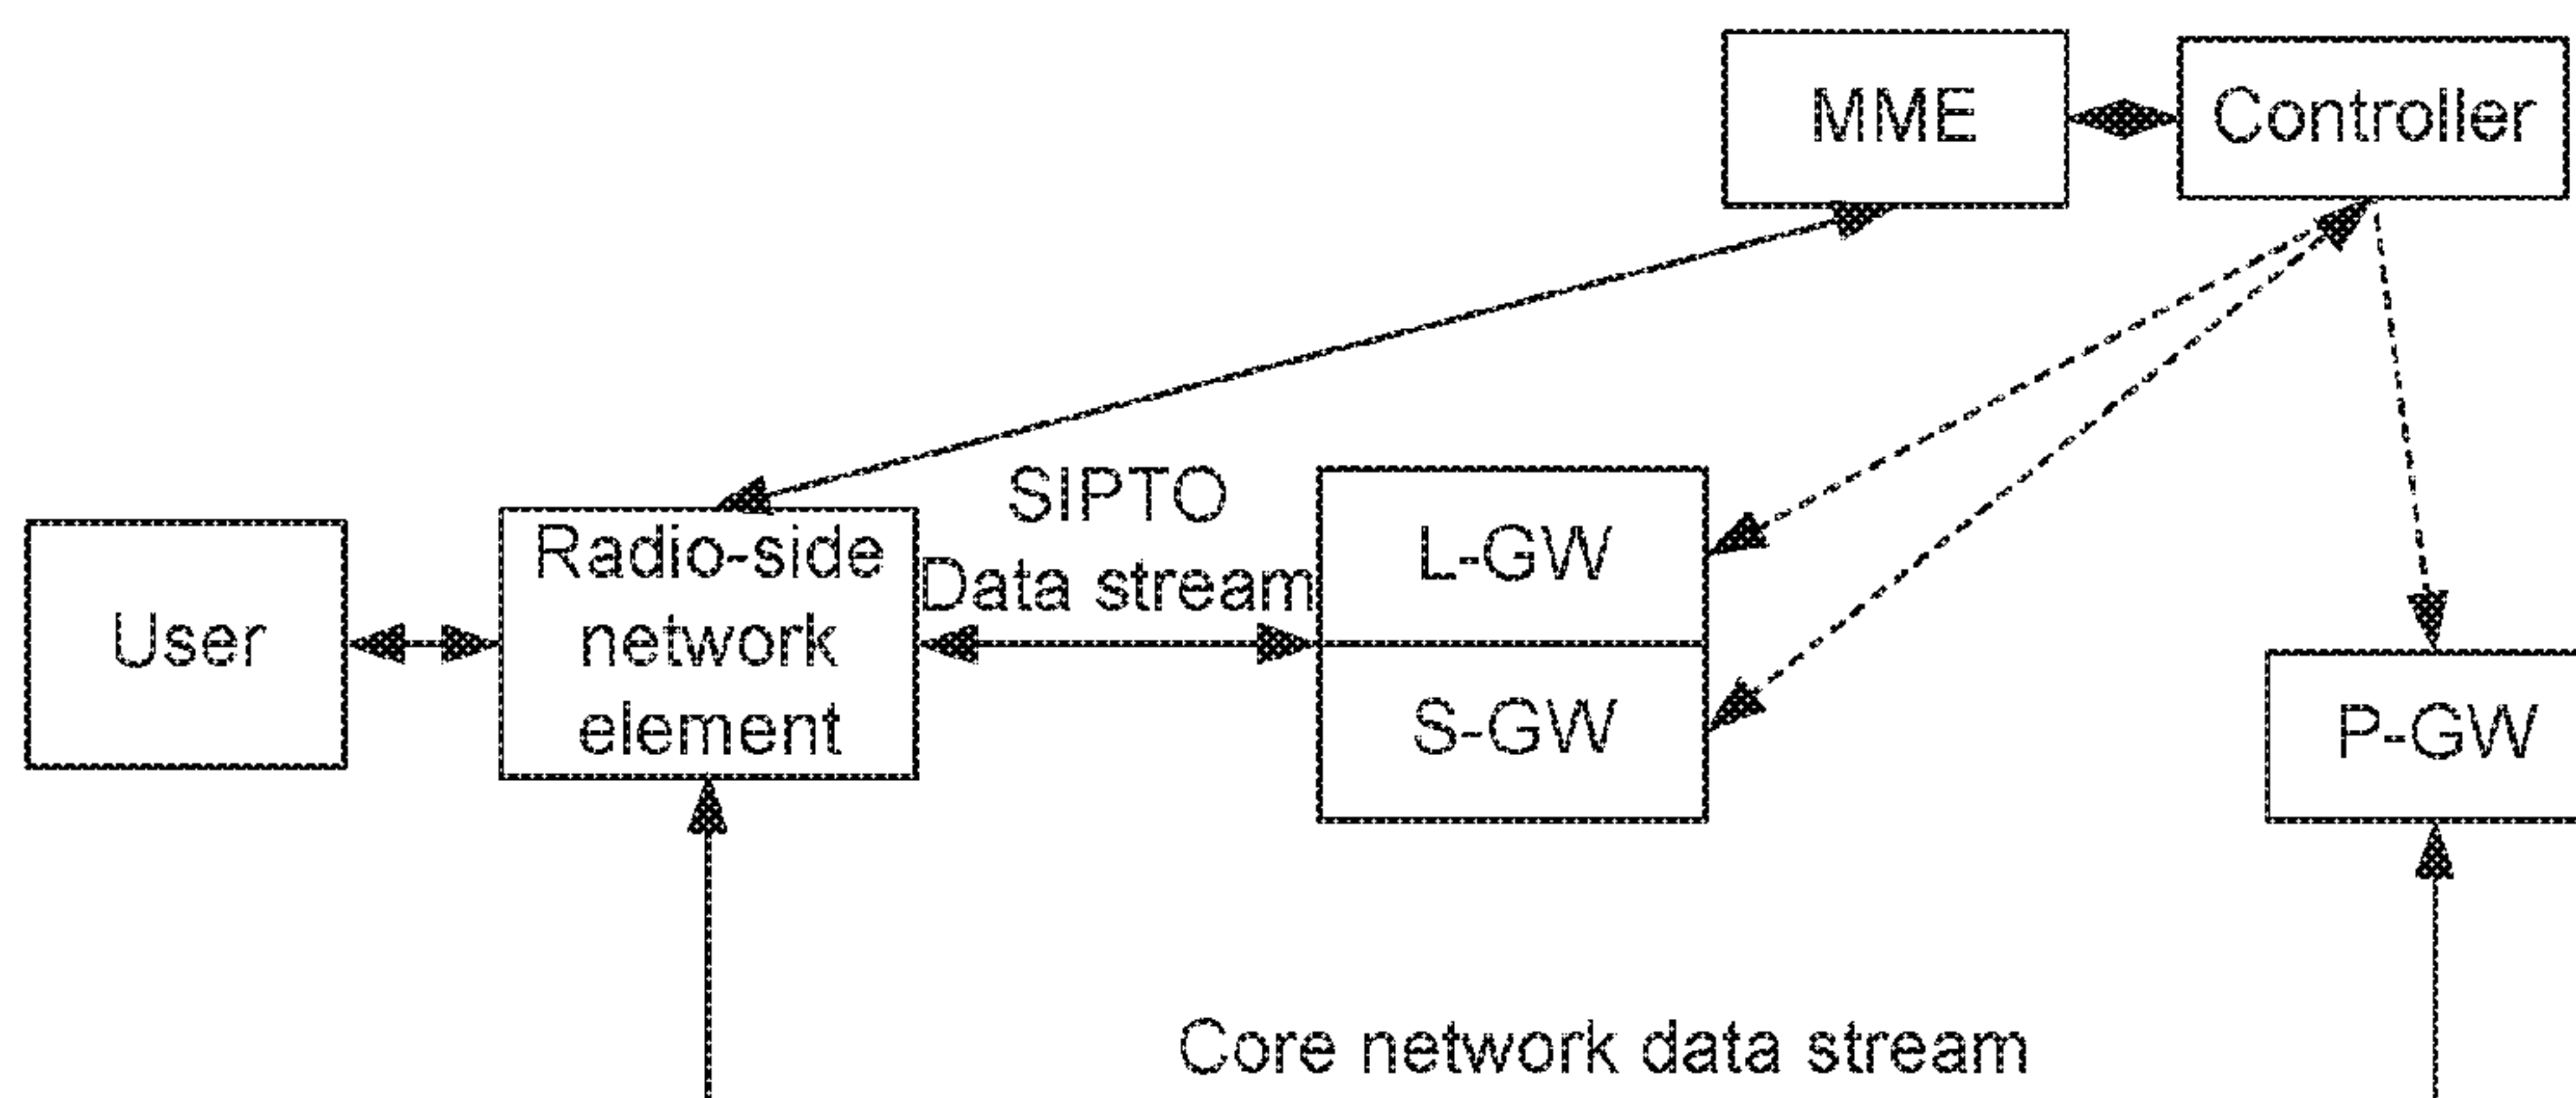 MME
Controller
SIPTO
Data stream
User
Radio-side
network
element
L-GW
S-GW
P-GW
Core network data stream